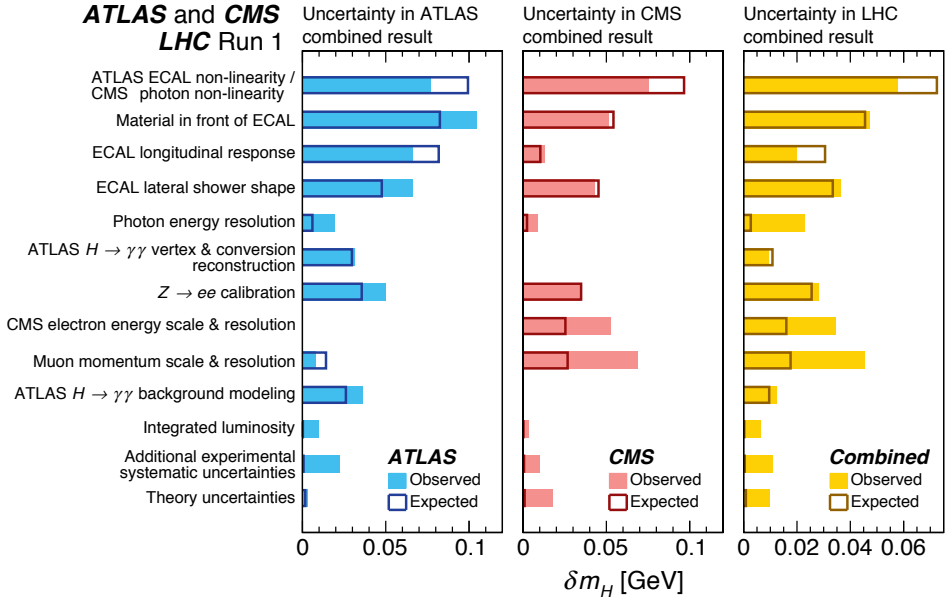 ATLAS and CMS
LHC Run 1
Uncertainty in ATLAS
combined result
Uncertainty in CMS
combined result
Uncertainty in LHC
combined result
ATLAS ECAL non-linearity /
CMS photon non-linearity
Material in front of ECAL
ECAL longitudinal response
ECAL lateral shower shape
Photon energy resolution
ATLAS H → γγ vertex & conversion
reconstruction
Z → ee calibration
CMS electron energy scale & resolution
Muon momentum scale & resolution
ATLAS H → γγ background modeling
Integrated luminosity
Additional experimental
systematic uncertainties
Theory uncertainties
ATLAS
Observed
Expected
CMS
Observed
Expected
Combined
Observed
Expected
0 0.05 0.1
0 0.05 0.1
0 0.02 0.04 0.06
δm_H [GeV]